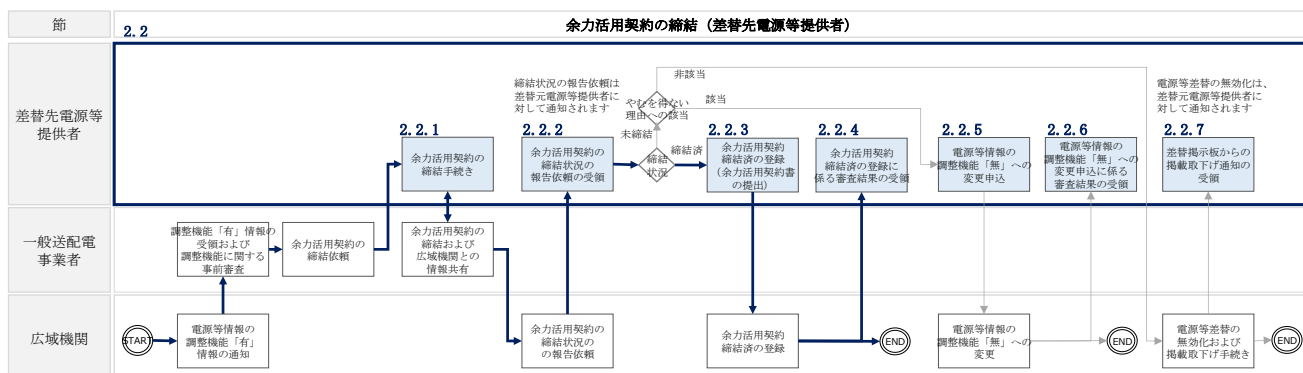 節
2.2
余力活用契約の締結（差替先電源等提供者）
差替先電源等
提供者
締結状況の報告依頼は
差替元電源等提供者に
対して通知されます
非該当
やむを得ない
理由への該当
該当
未締結
締結済
締結
状況
電源等差替の無効化は、
差替元電源等提供者に
対して通知されます
2.2.1
余力活用契約の
締結手続き
2.2.2
余力活用契約の
締結状況の
報告依頼の受領
2.2.3
余力活用契約
締結済の登録
(余力活用契約書
の提出)
2.2.4
余力活用契約
締結済の登録に
係る審査結果の受領
2.2.5
電源等情報の
調整機能「無」への
変更申込
2.2.6
電源等情報の
調整機能「無」への
変更申込に係る
審査結果の受領
2.2.7
差替掲示板からの
掲載取下げ通知の
受領
一般送配電
事業者
調整機能「有」情報の
受領および
調整機能に関する
事前審査
余力活用契約の
締結依頼
余力活用契約の
締結および
広域機関との
情報共有
広域機関
START
電源等情報の
調整機能「有」
情報の通知
余力活用契約の
締結状況の
の報告依頼
余力活用契約
締結済の登録
END
電源等情報の
調整機能「無」への
変更
END
電源等差替の
無効化および
掲載取下げ手続き
END